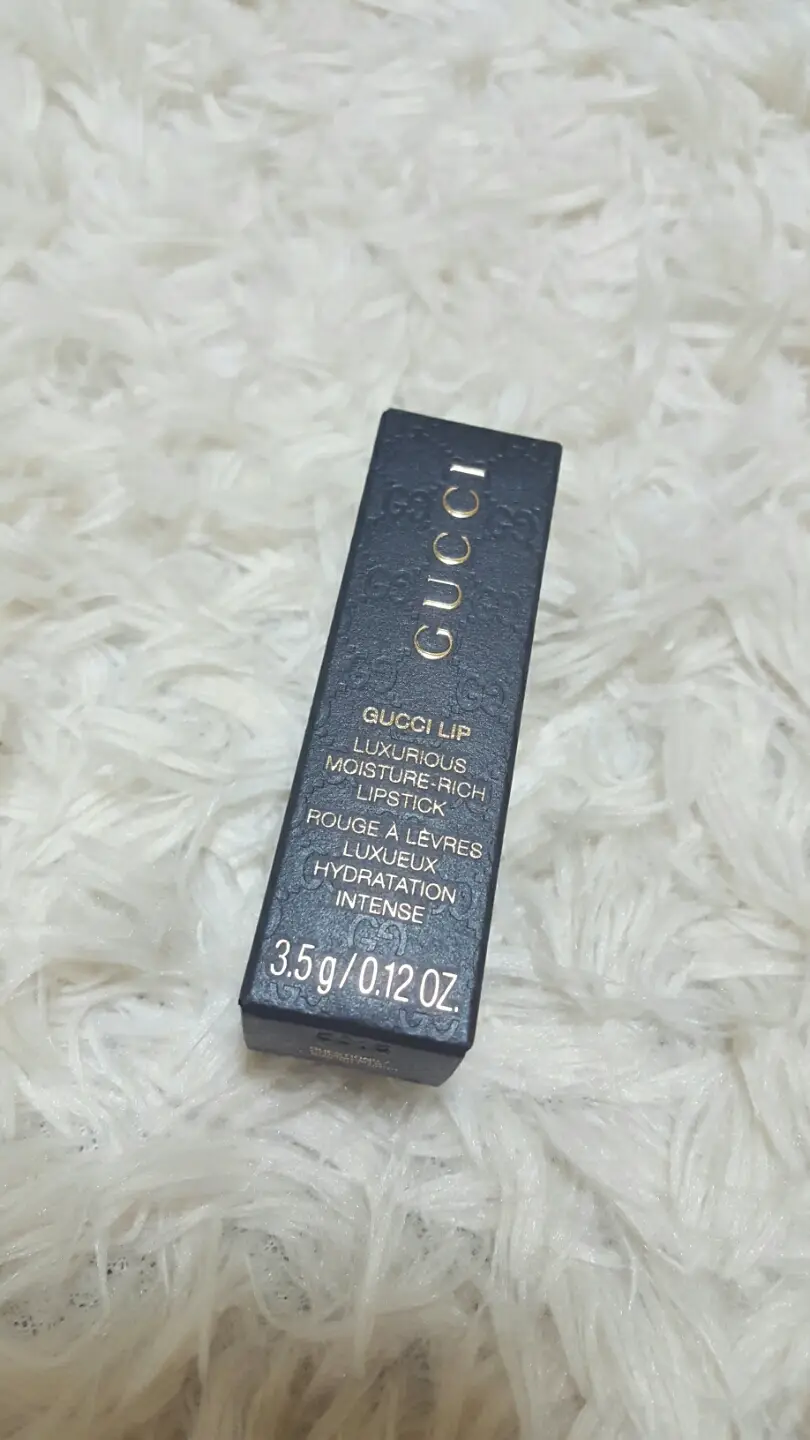 GUCCI
GUCCI LIP
LUXURIOUS
MOISTURE-RICH
LIPSTICK
ROUGE À LÈVRES
LUXUEUX
HYDRATATION
INTENSE
3.5 g / 0.12 OZ.